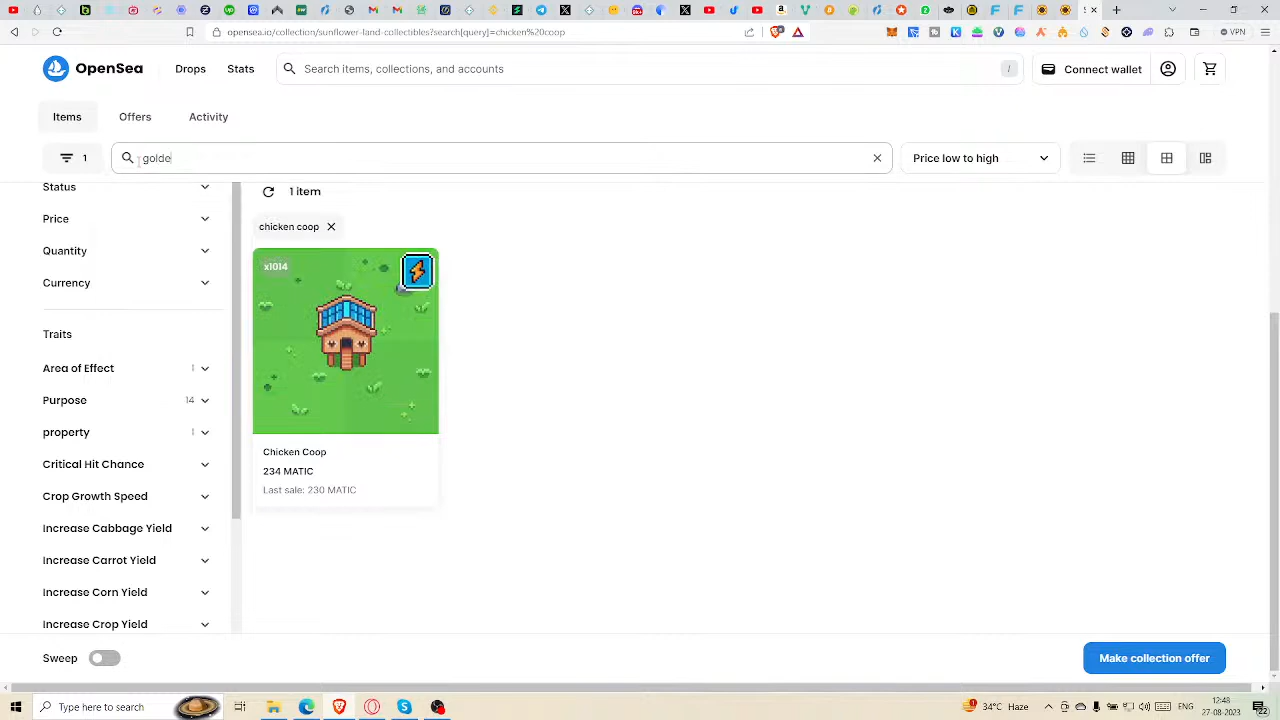 opensea.io/collection/sunflower-land-collectibles?search[query]=chicken%20coop
VPN
OpenSea
Drops
Stats
Search items, collections, and accounts
/
Connect wallet
Items
Offers
Activity
1
golde
Price low to high
Status
Price
Quantity
Currency
Traits
Area of Effect 1
Purpose 14
property 1
Critical Hit Chance
Crop Growth Speed
Increase Cabbage Yield
Increase Carrot Yield
Increase Corn Yield
Increase Crop Yield
1 item
chicken coop
x1014
Chicken Coop
234 MATIC
Last sale: 230 MATIC
Sweep
Make collection offer
Type here to search
34°C Haze
ENG
12:48
27-08-2023
22